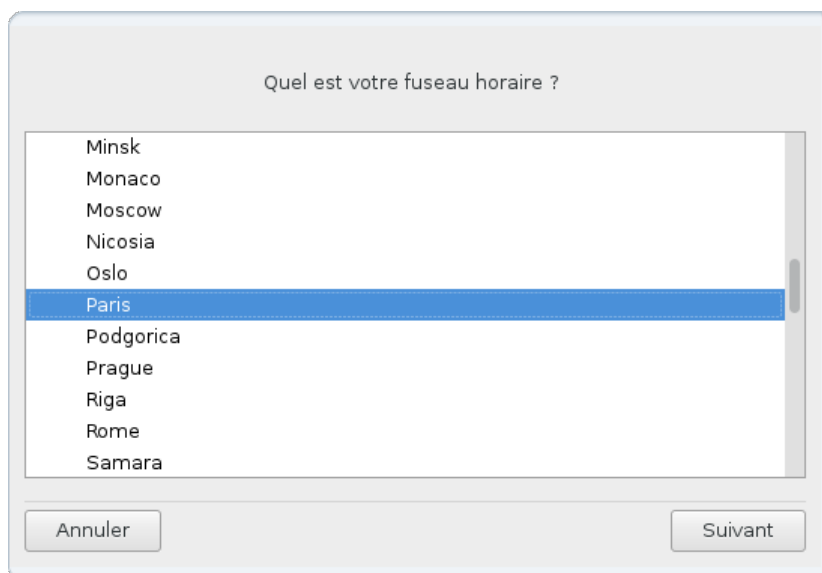 Quel est votre fuseau horaire ?
Minsk
Monaco
Moscow
Nicosia
Oslo
Paris
Podgorica
Prague
Riga
Rome
Samara
Annuler
Suivant